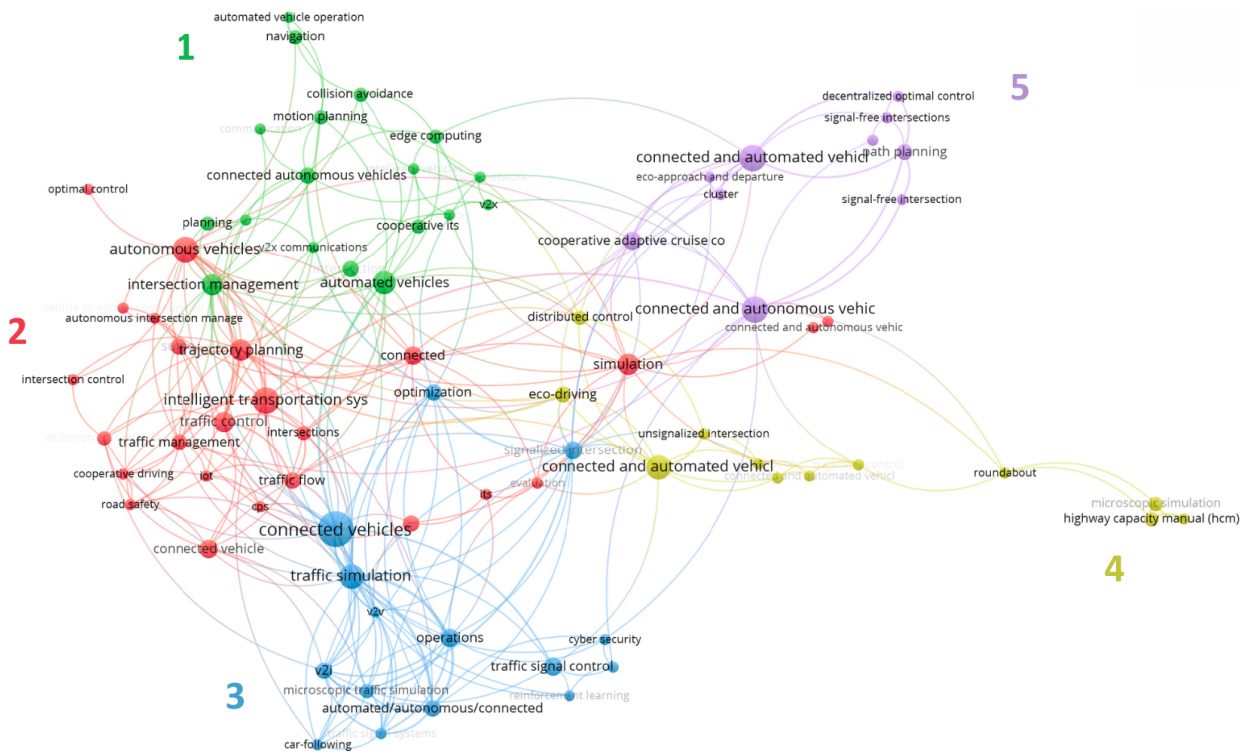 automated vehicle operation
navigation
1
collision avoidance
motion planning
communication
edge computing
connected autonomous vehicles
v2x
planning
cooperative its
v2x communications
automated vehicles
intersection management
optimal control
autonomous vehicles
2
autonomous intersection manage
trajectory planning
connected
simulation
intersection control
intelligent transportation sys
traffic control
traffic management
intersections
cooperative driving
iot
traffic flow
road safety
cps
its
evaluation
connected vehicle
connected vehicles
traffic simulation
optimization
signalized intersection
v2v
operations
cyber security
v2i
traffic signal control
microscopic traffic simulation
reinforcement learning
automated/autonomous/connected
traffic signal systems
car-following
3
distributed control
eco-driving
unsignalized intersection
connected and automated vehicl
connected and automated vehicl
roundabout
microscopic simulation
highway capacity manual (hcm)
4
5
decentralized optimal control
signal-free intersections
path planning
connected and automated vehicl
eco-approach and departure
cluster
signal-free intersection
cooperative adaptive cruise co
connected and autonomous vehic
connected and autonomous vehic